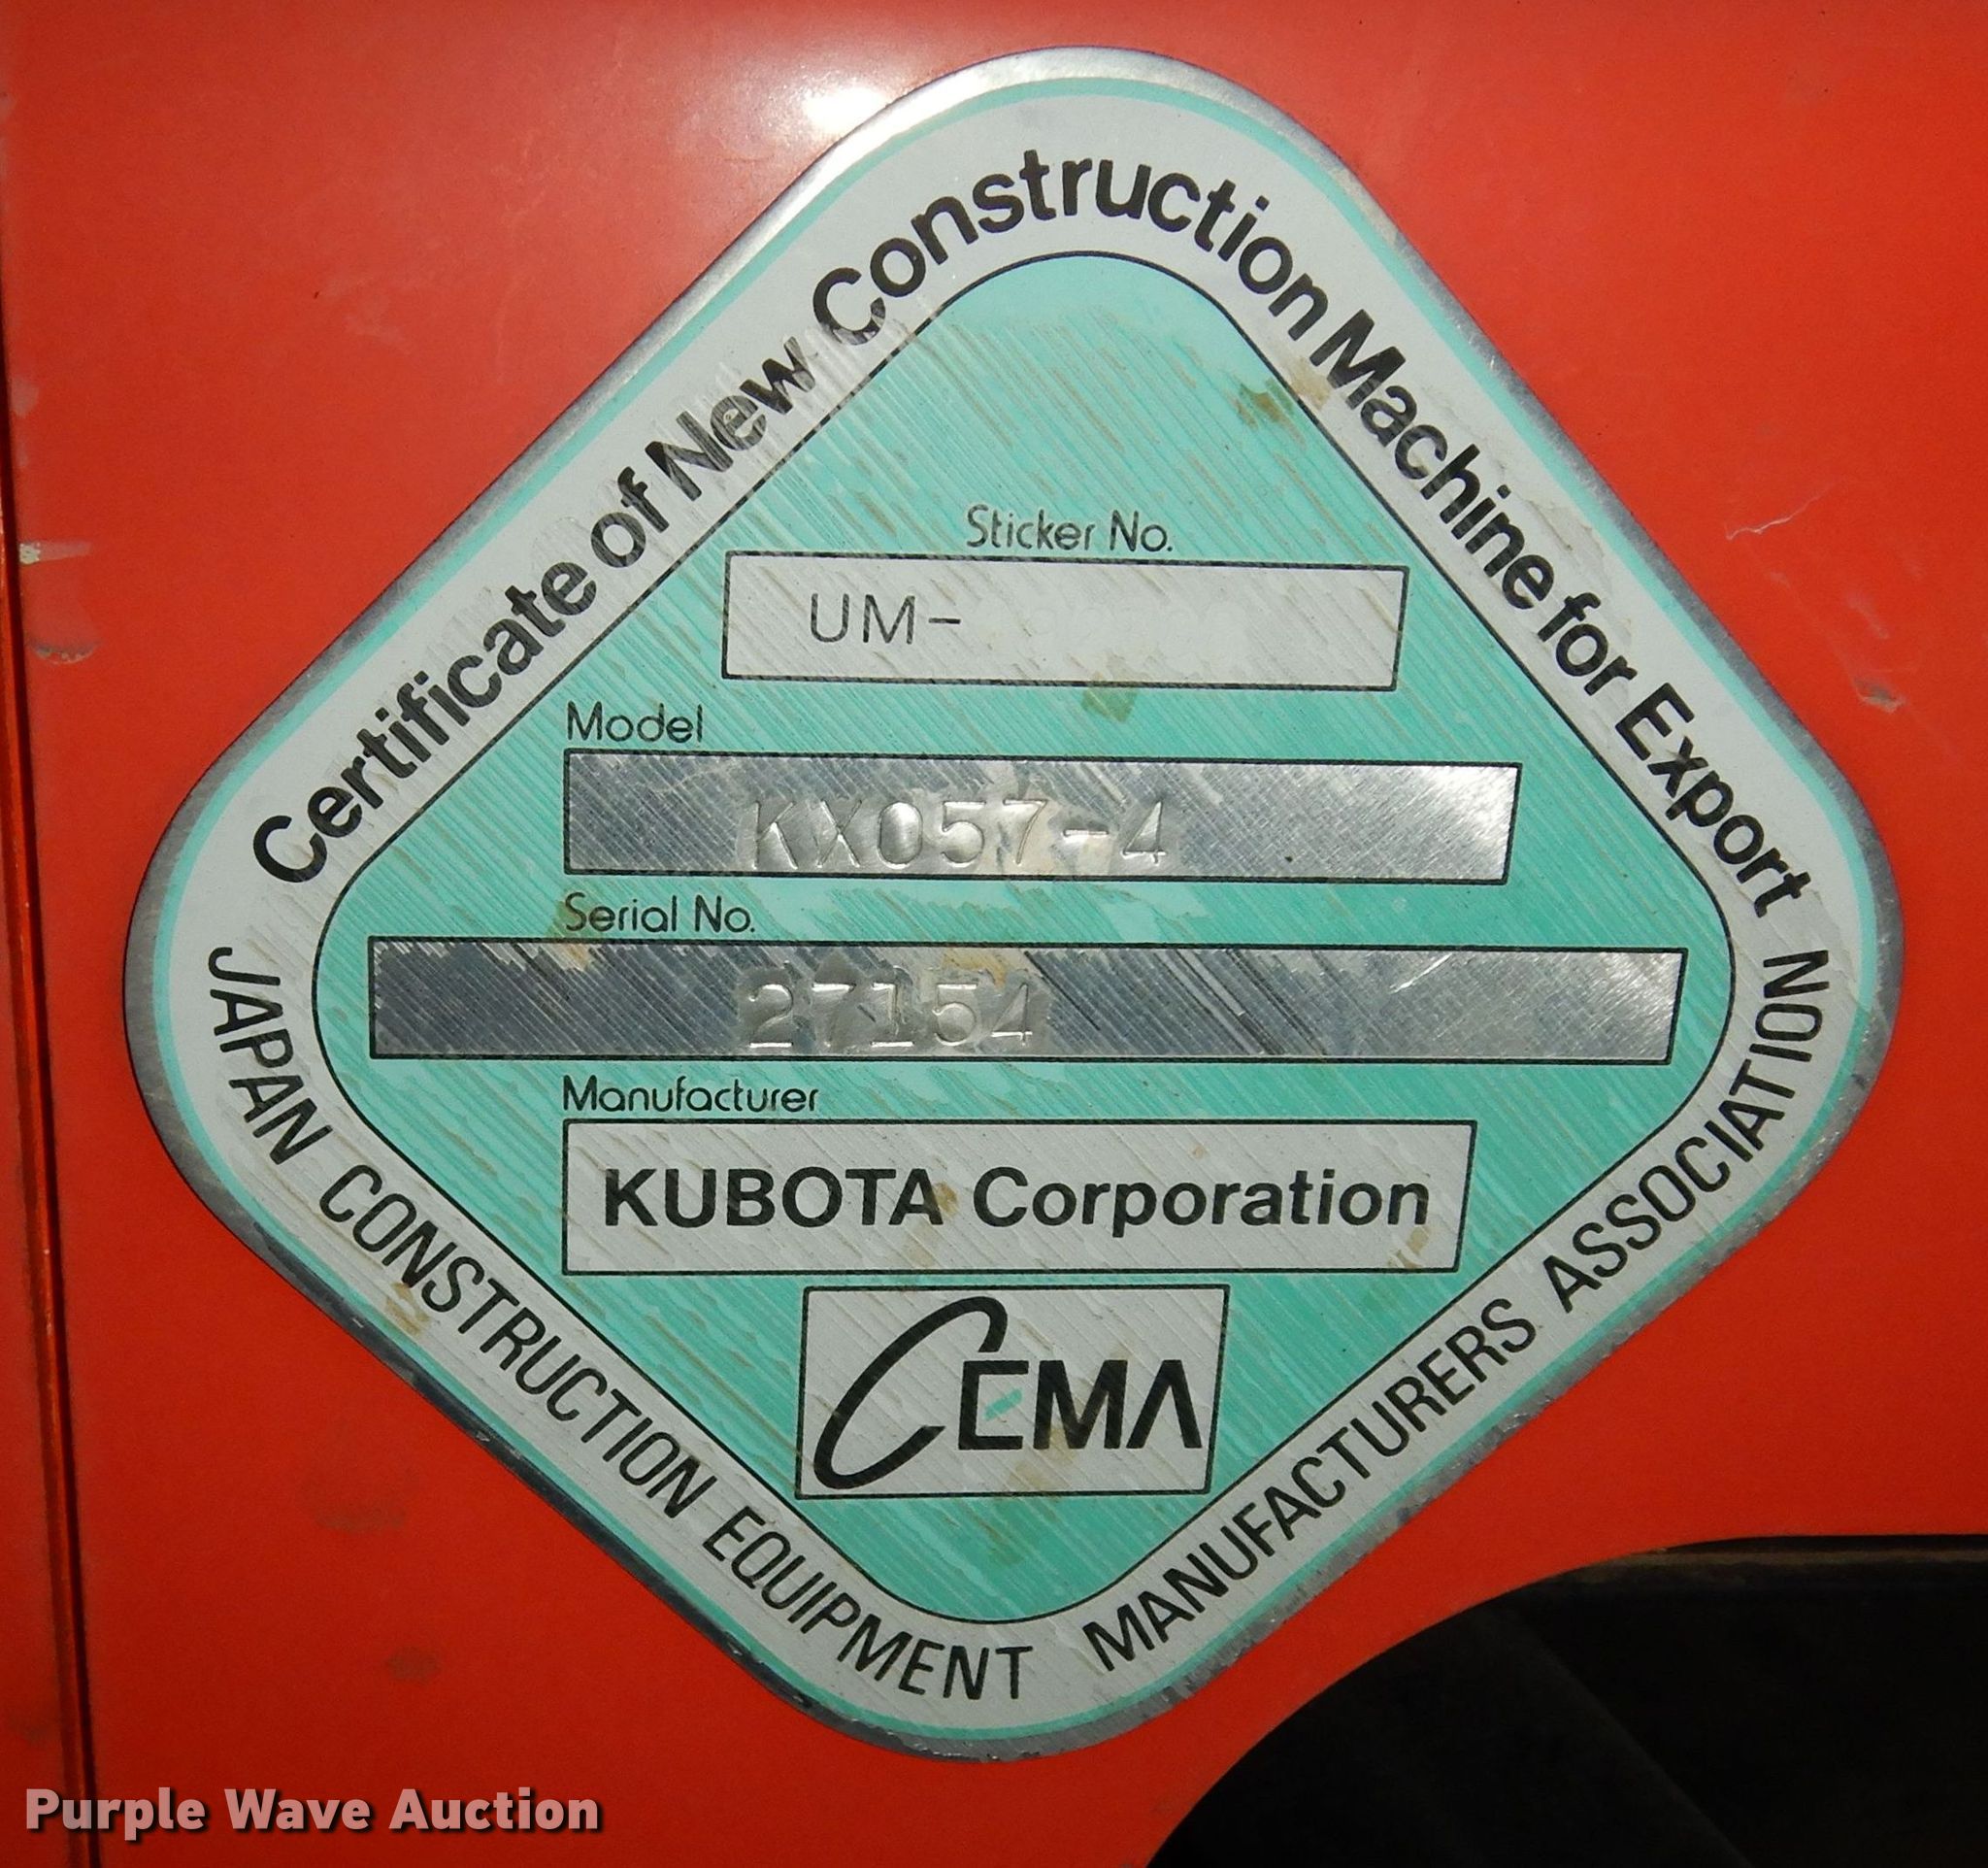 Certificate of New Construction Machine for Export
Sticker No.
UM-
Model
KX057-4
Serial No.
27154
Manufacturer
KUBOTA Corporation
CEMA
JAPAN CONSTRUCTION EQUIPMENT MANUFACTURERS ASSOCIATION
Purple Wave Auction